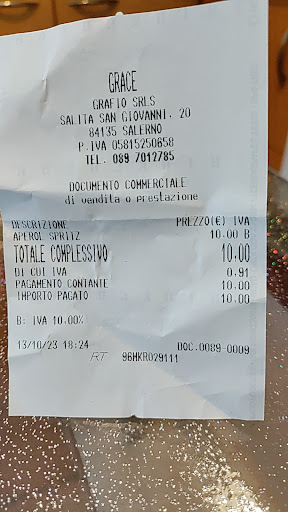 GRACE
GRAFIO SRLS
SALITA SAN GIOVANNI, 20
84135 SALERNO
P.IVA 05815250658
TEL. 089 7012785
DOCUMENTO COMMERCIALE
di vendita o prestazione
DESCRIZIONE PREZZO(€) IVA
APEROL SPRITZ 10,00 B
TOTALE COMPLESSIVO 10,00
DI CUI IVA 0,91
PAGAMENTO CONTANTE 10,00
IMPORTO PAGATO 10,00
B: IVA 10.00%
13/10/23 18:24 DOC.0089-0009
RT 96HKR029111